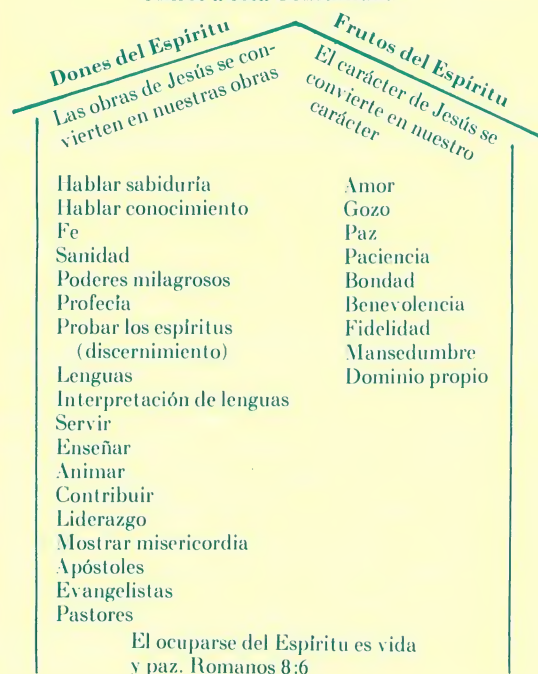 Dones del Espíritu
Las obras de Jesús se con-
vierten en nuestras obras
Frutos del Espíritu
El carácter de Jesús se
convierte en nuestro
carácter
Hablar sabiduría
Hablar conocimiento
Fe
Sanidad
Poderes milagrosos
Profecía
Probar los espíritus
(discernimiento)
Lenguas
Interpretación de lenguas
Servir
Enseñar
Animar
Contribuir
Liderazgo
Mostrar misericordia
Apóstoles
Evangelistas
Pastores
Amor
Gozo
Paz
Paciencia
Bondad
Benevolencia
Fidelidad
Mansedumbre
Dominio propio
El ocuparse del Espíritu es vida
y paz. Romanos 8:6